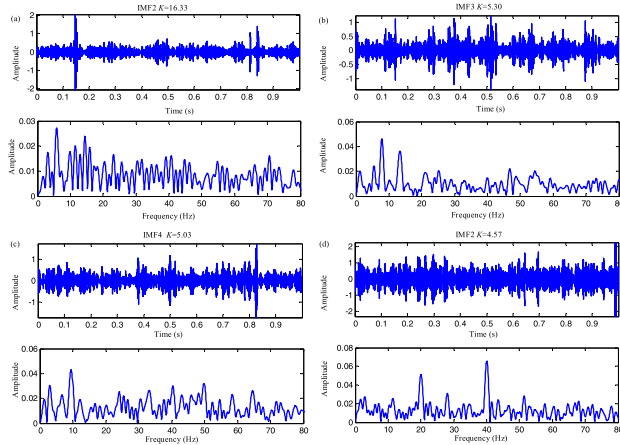 IMF2 K=16.33
IMF3 K=5.30
(a)
(b)
Amplitude
2
1
0
-1
-2
0 0.1 0.2 0.3 0.4 0.5 0.6 0.7 0.8 0.9
Time (s)
Amplitude
1
0.5
0
-0.5
-1
0 0.1 0.2 0.3 0.4 0.5 0.6 0.7 0.8 0.9
Time (s)
Amplitude
0.03
0.02
0.01
0
0 10 20 30 40 50 60 70 80
Frequency (Hz)
Amplitude
0.06
0.04
0.02
0
0 10 20 30 40 50 60 70 80
Frequency (Hz)
IMF4 K=5.03
IMF2 K=4.57
(c)
(d)
Amplitude
1
0
-1
0 0.1 0.2 0.3 0.4 0.5 0.6 0.7 0.8 0.9
Time (s)
Amplitude
2
1
0
-1
-2
0 0.1 0.2 0.3 0.4 0.5 0.6 0.7 0.8 0.9
Time (s)
Amplitude
0.06
0.04
0.02
0
0 10 20 30 40 50 60 70 80
Frequency (Hz)
Amplitude
0.08
0.06
0.04
0.02
0
0 10 20 30 40 50 60 70 80
Frequency (Hz)